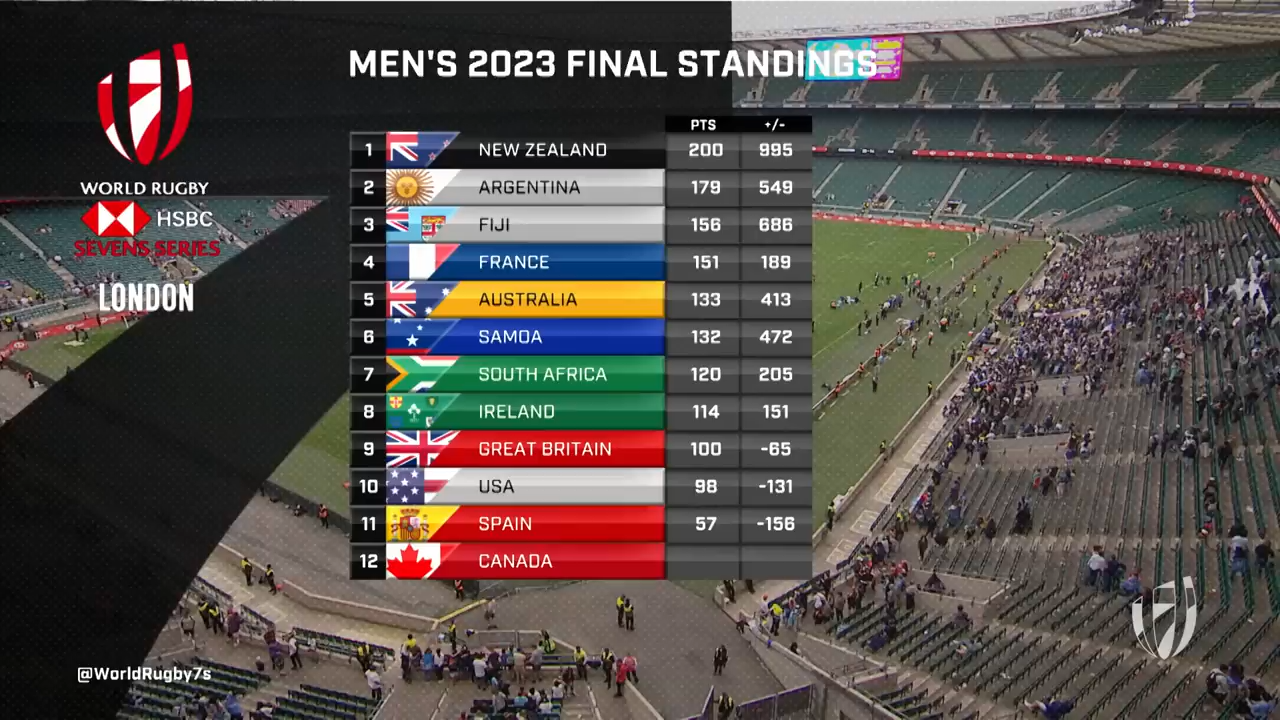 MEN'S 2023 FINAL STANDINGS
PTS +/-
1 NEW ZEALAND 200 995
2 ARGENTINA 179 549
3 FIJI 156 686
4 FRANCE 151 189
5 AUSTRALIA 133 413
6 SAMOA 132 472
7 SOUTH AFRICA 120 205
8 IRELAND 114 151
9 GREAT BRITAIN 100 -65
10 USA 98 -131
11 SPAIN 57 -156
12 CANADA
WORLD RUGBY
HSBC
SEVENS SERIES
LONDON
@WorldRugby7s